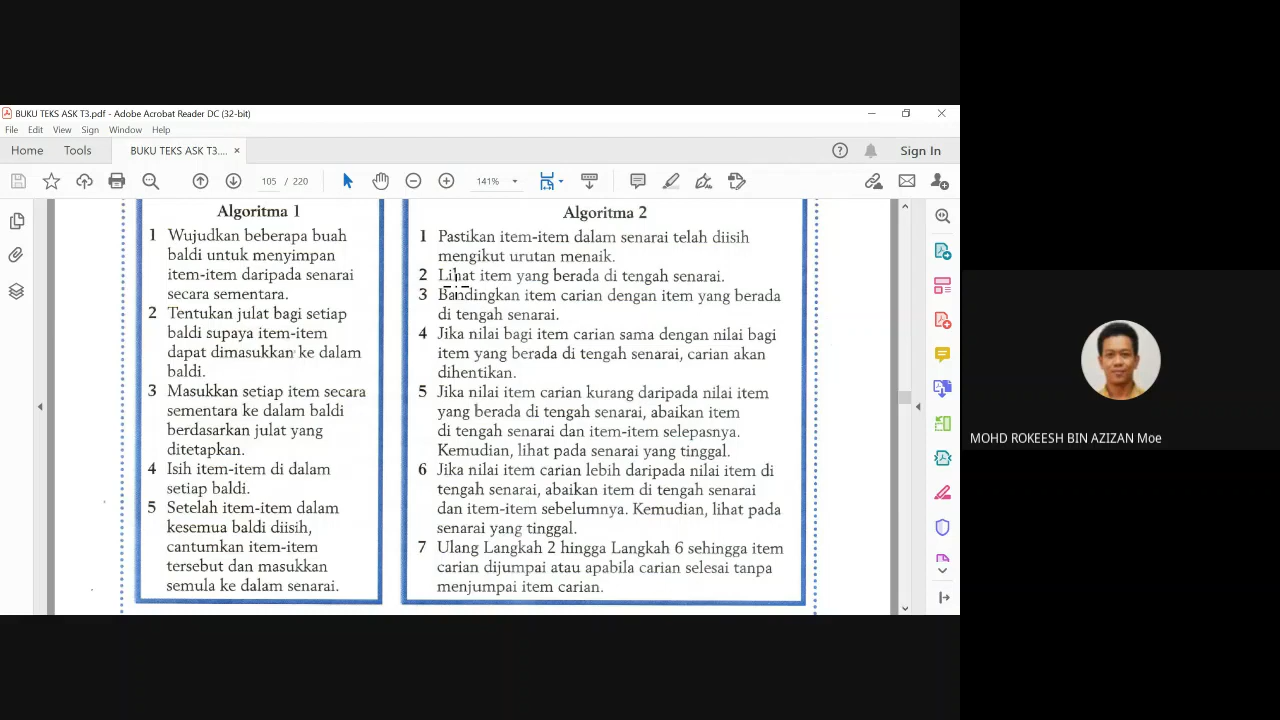 BUKU TEKS ASK T3.pdf - Adobe Acrobat Reader DC (32-bit)
File Edit View Sign Window Help
Home Tools BUKU TEKS ASK T3.... × Sign In
105 / 220 141%
Algoritma 1
1 Wujudkan beberapa buah
baldi untuk menyimpan
item-item daripada senarai
secara sementara.
2 Tentukan julat bagi setiap
baldi supaya item-item
dapat dimasukkan ke dalam
baldi.
3 Masukkan setiap item secara
sementara ke dalam baldi
berdasarkan julat yang
ditetapkan.
4 Isih item-item di dalam
setiap baldi.
5 Setelah item-item dalam
kesemua baldi diisih,
cantumkan item-item
tersebut dan masukkan
semula ke dalam senarai.
Algoritma 2
1 Pastikan item-item dalam senarai telah diisih
mengikut urutan menaik.
2 Lihat item yang berada di tengah senarai.
3 Bandingkan item carian dengan item yang berada
di tengah senarai.
4 Jika nilai bagi item carian sama dengan nilai bagi
item yang berada di tengah senarai, carian akan
dihentikan.
5 Jika nilai item carian kurang daripada nilai item
yang berada di tengah senarai, abaikan item
di tengah senarai dan item-item selepasnya.
Kemudian, lihat pada senarai yang tinggal.
6 Jika nilai item carian lebih daripada nilai item di
tengah senarai, abaikan item di tengah senarai
dan item-item sebelumnya. Kemudian, lihat pada
senarai yang tinggal.
7 Ulang Langkah 2 hingga Langkah 6 sehingga item
carian dijumpai atau apabila carian selesai tanpa
menjumpai item carian.
MOHD ROKEESH BIN AZIZAN Moe